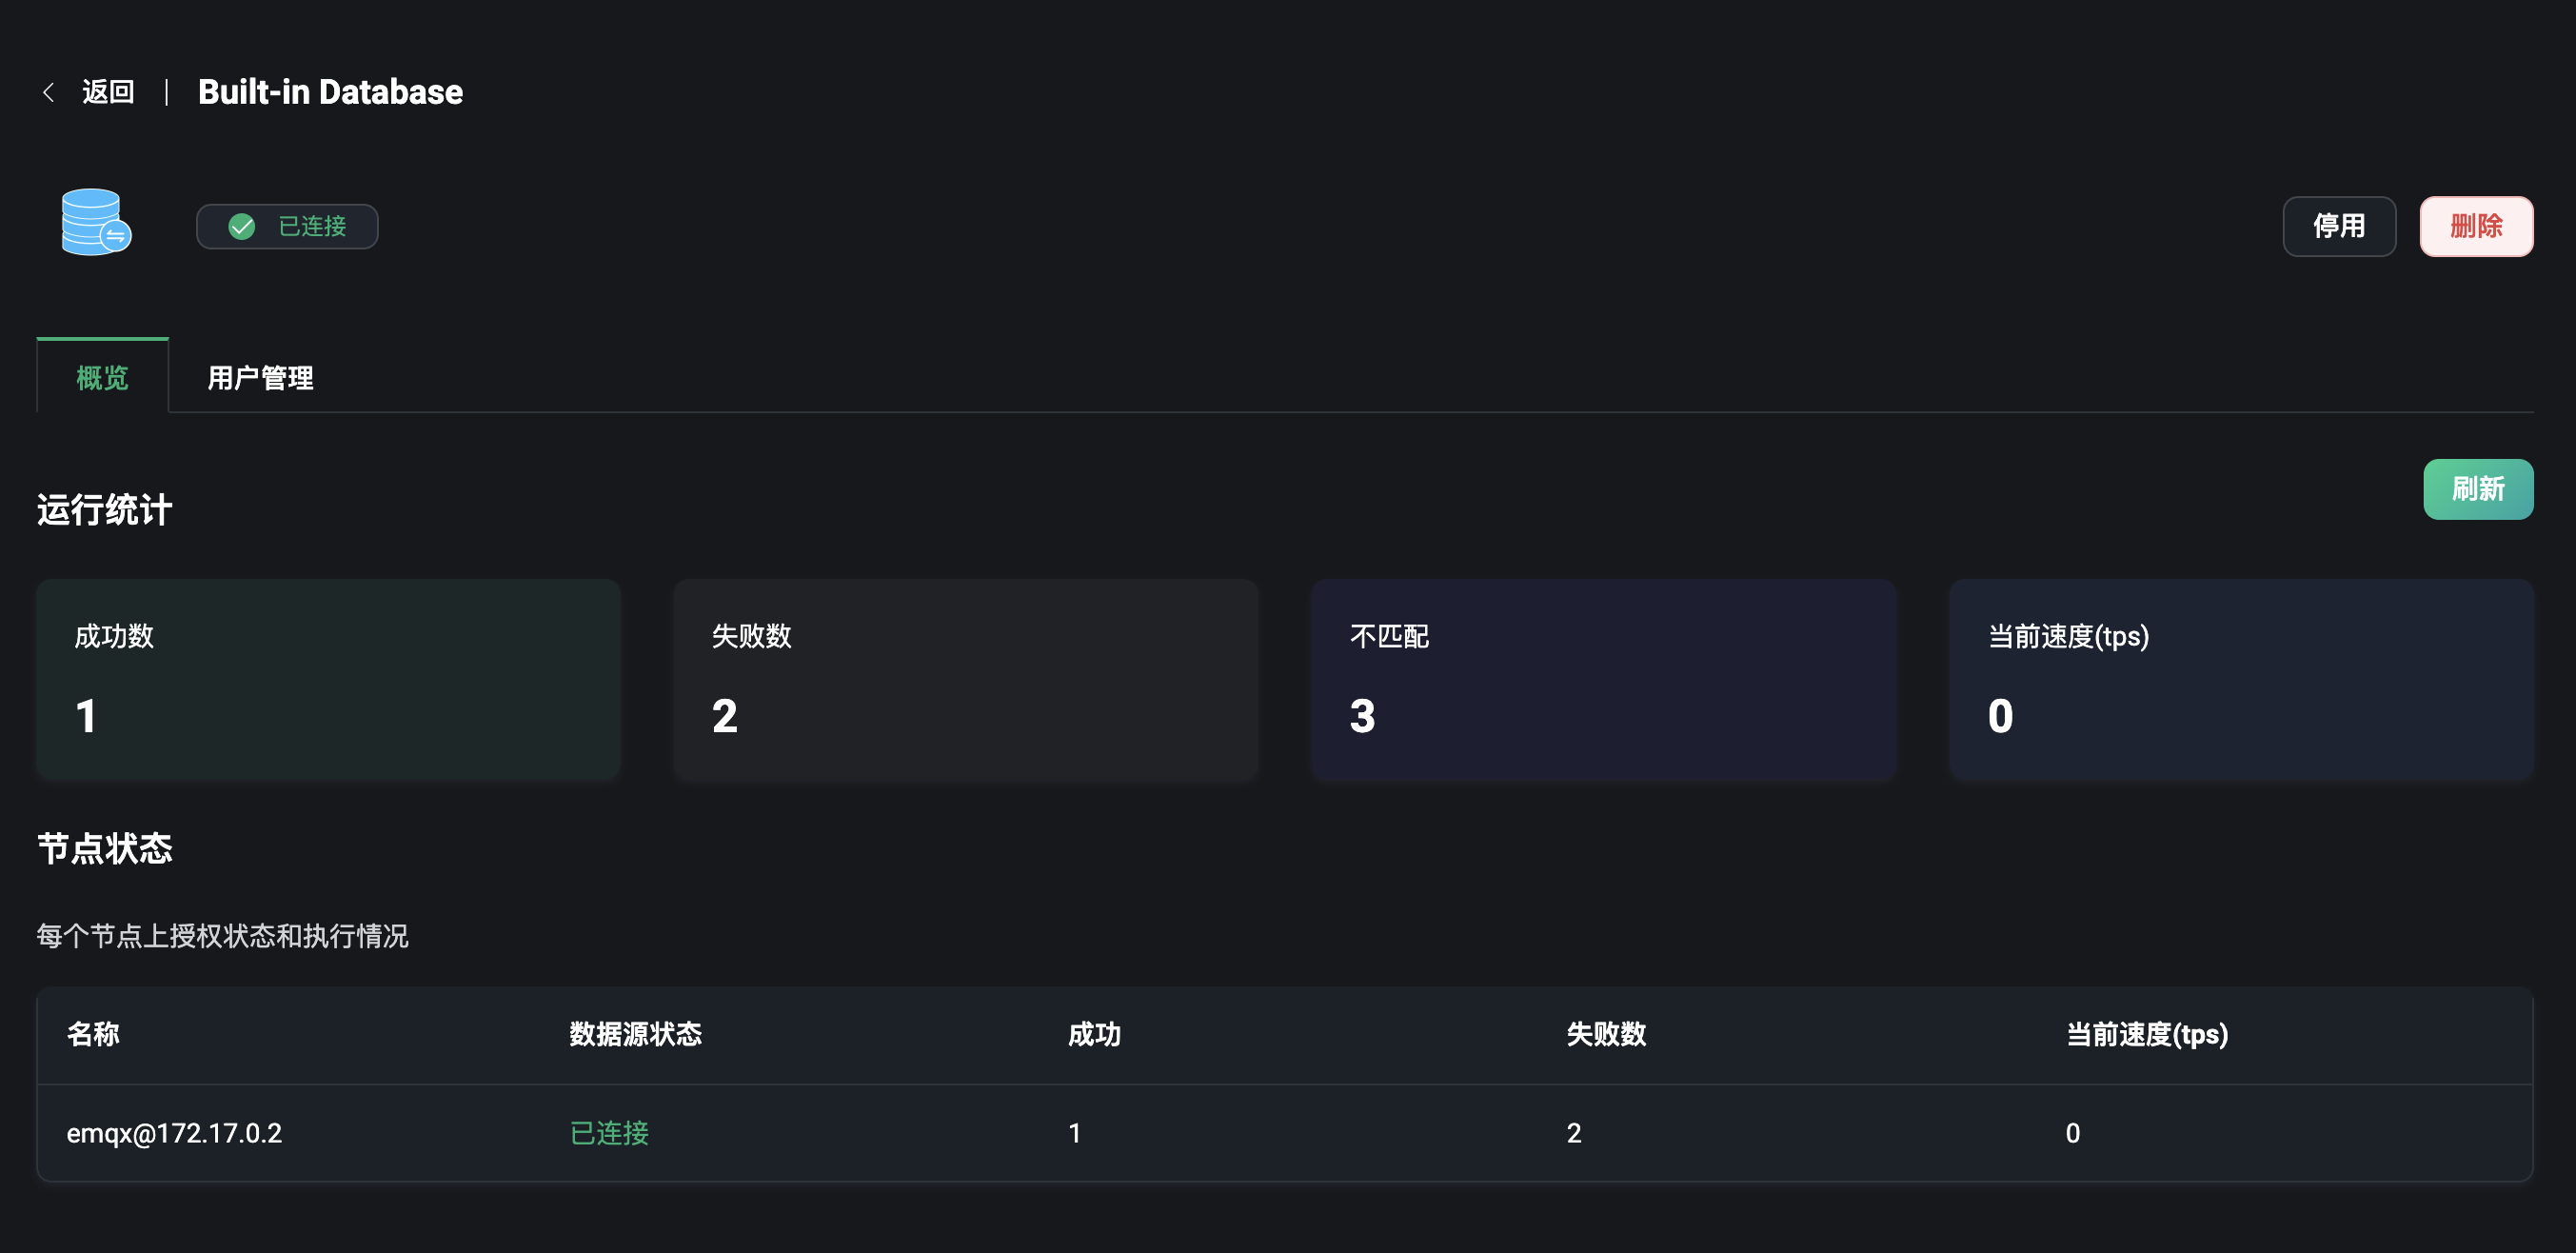 返回 | Built-in Database
已连接 停用 删除
概览 用户管理
运行统计 刷新
成功数 失败数 不匹配 当前速度(tps)
1 2 3 0
节点状态
每个节点上授权状态和执行情况
名称 数据源状态 成功 失败数 当前速度(tps)
emqx@172.17.0.2 已连接 1 2 0